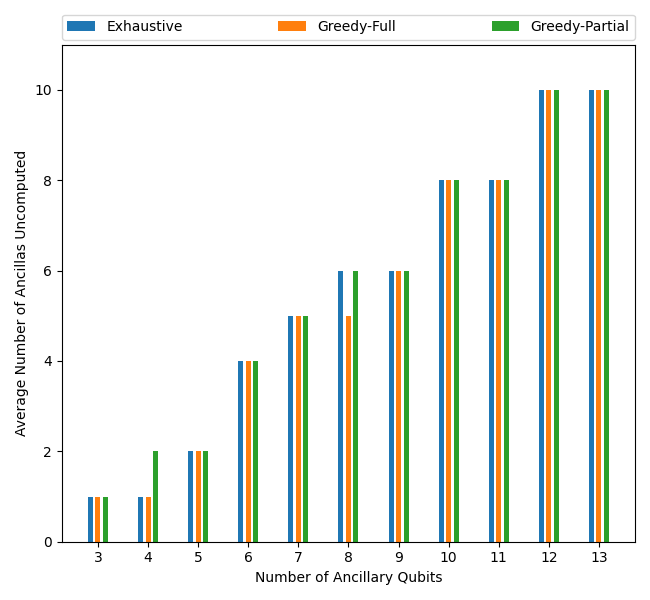 Exhaustive Greedy-Full Greedy-Partial
Average Number of Ancillas Uncomputed
10
8
6
4
2
0
3 4 5 6 7 8 9 10 11 12 13
Number of Ancillary Qubits